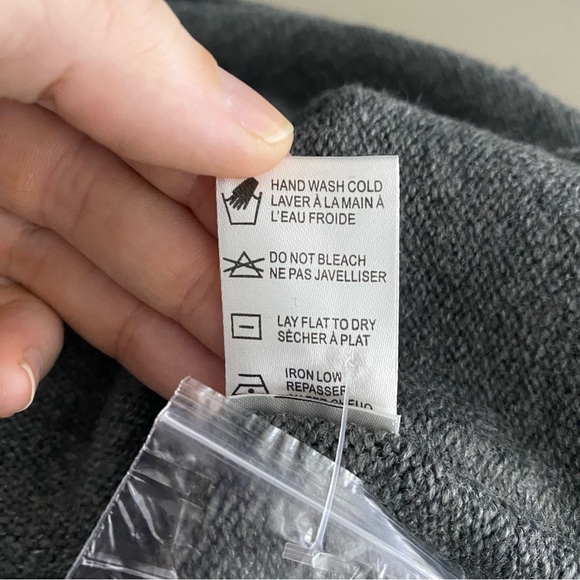 HAND WASH COLD
LAVER À LA MAIN À
L'EAU FROIDE
DO NOT BLEACH
NE PAS JAVELLISER
LAY FLAT TO DRY
SÈCHER À PLAT
IRON LOW
REPASSER